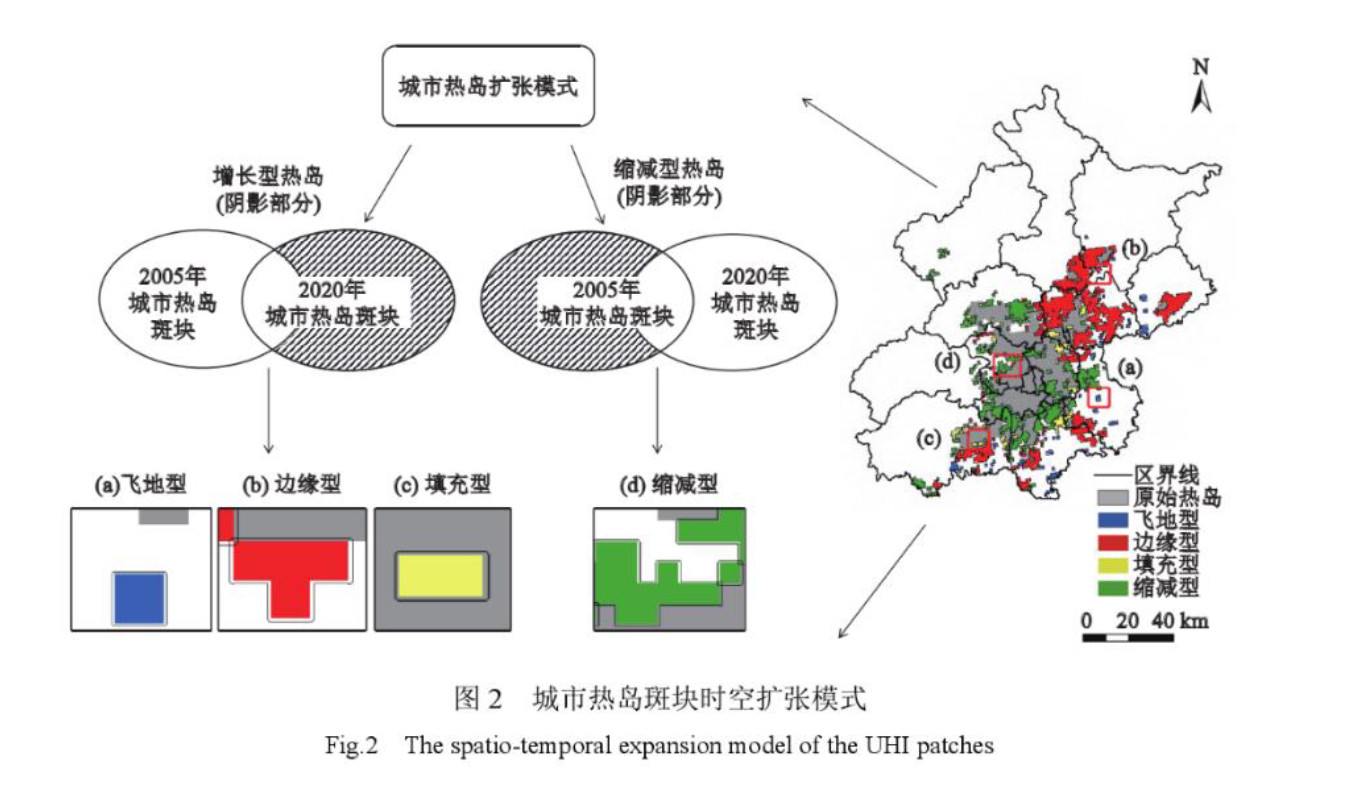 城市热岛扩张模式
增长型热岛
(阴影部分)
缩减型热岛
(阴影部分)
2005年
城市热岛
斑块
2020年
城市热岛斑块
2005年
城市热岛斑块
2020年
城市热岛
斑块
(a)飞地型
(b) 边缘型
(c) 填充型
(d) 缩减型
N
(b)
(d)
(a)
(c)
区界线
原始热岛
飞地型
边缘型
填充型
缩减型
0 20 40 km
图 2 城市热岛斑块时空扩张模式
Fig.2 The spatio-temporal expansion model of the UHI patches